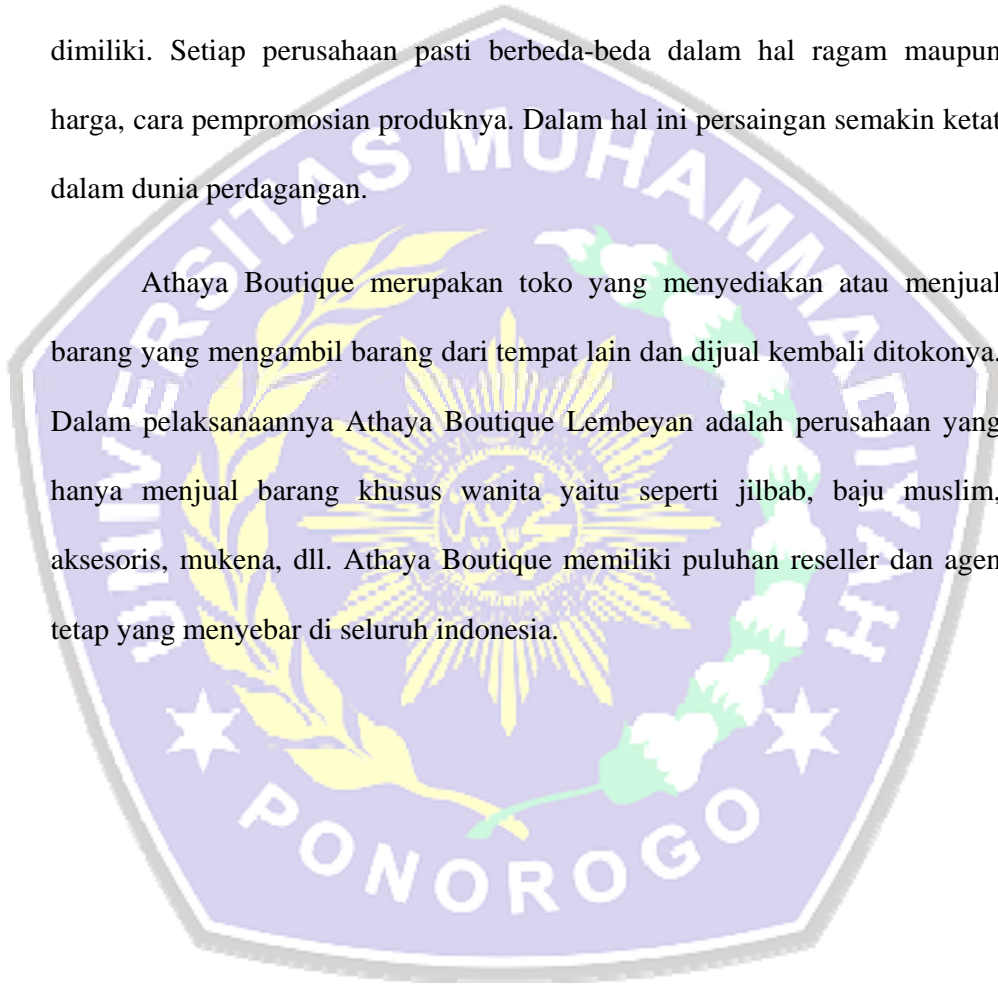 dimiliki. Setiap perusahaan pasti berbeda-beda dalam hal ragam maupun
harga, cara pempromosian produknya. Dalam hal ini persaingan semakin ketat
dalam dunia perdagangan.
Athaya Boutique merupakan toko yang menyediakan atau menjual
barang yang mengambil barang dari tempat lain dan dijual kembali ditokonya.
Dalam pelaksanaannya Athaya Boutique Lembeyan adalah perusahaan yang
hanya menjual barang khusus wanita yaitu seperti jilbab, baju muslim,
aksesoris, mukena, dll. Athaya Boutique memiliki puluhan reseller dan agen
tetap yang menyebar di seluruh indonesia.
UNIVERSITAS MUHAMMADIYAH
PONOROGO